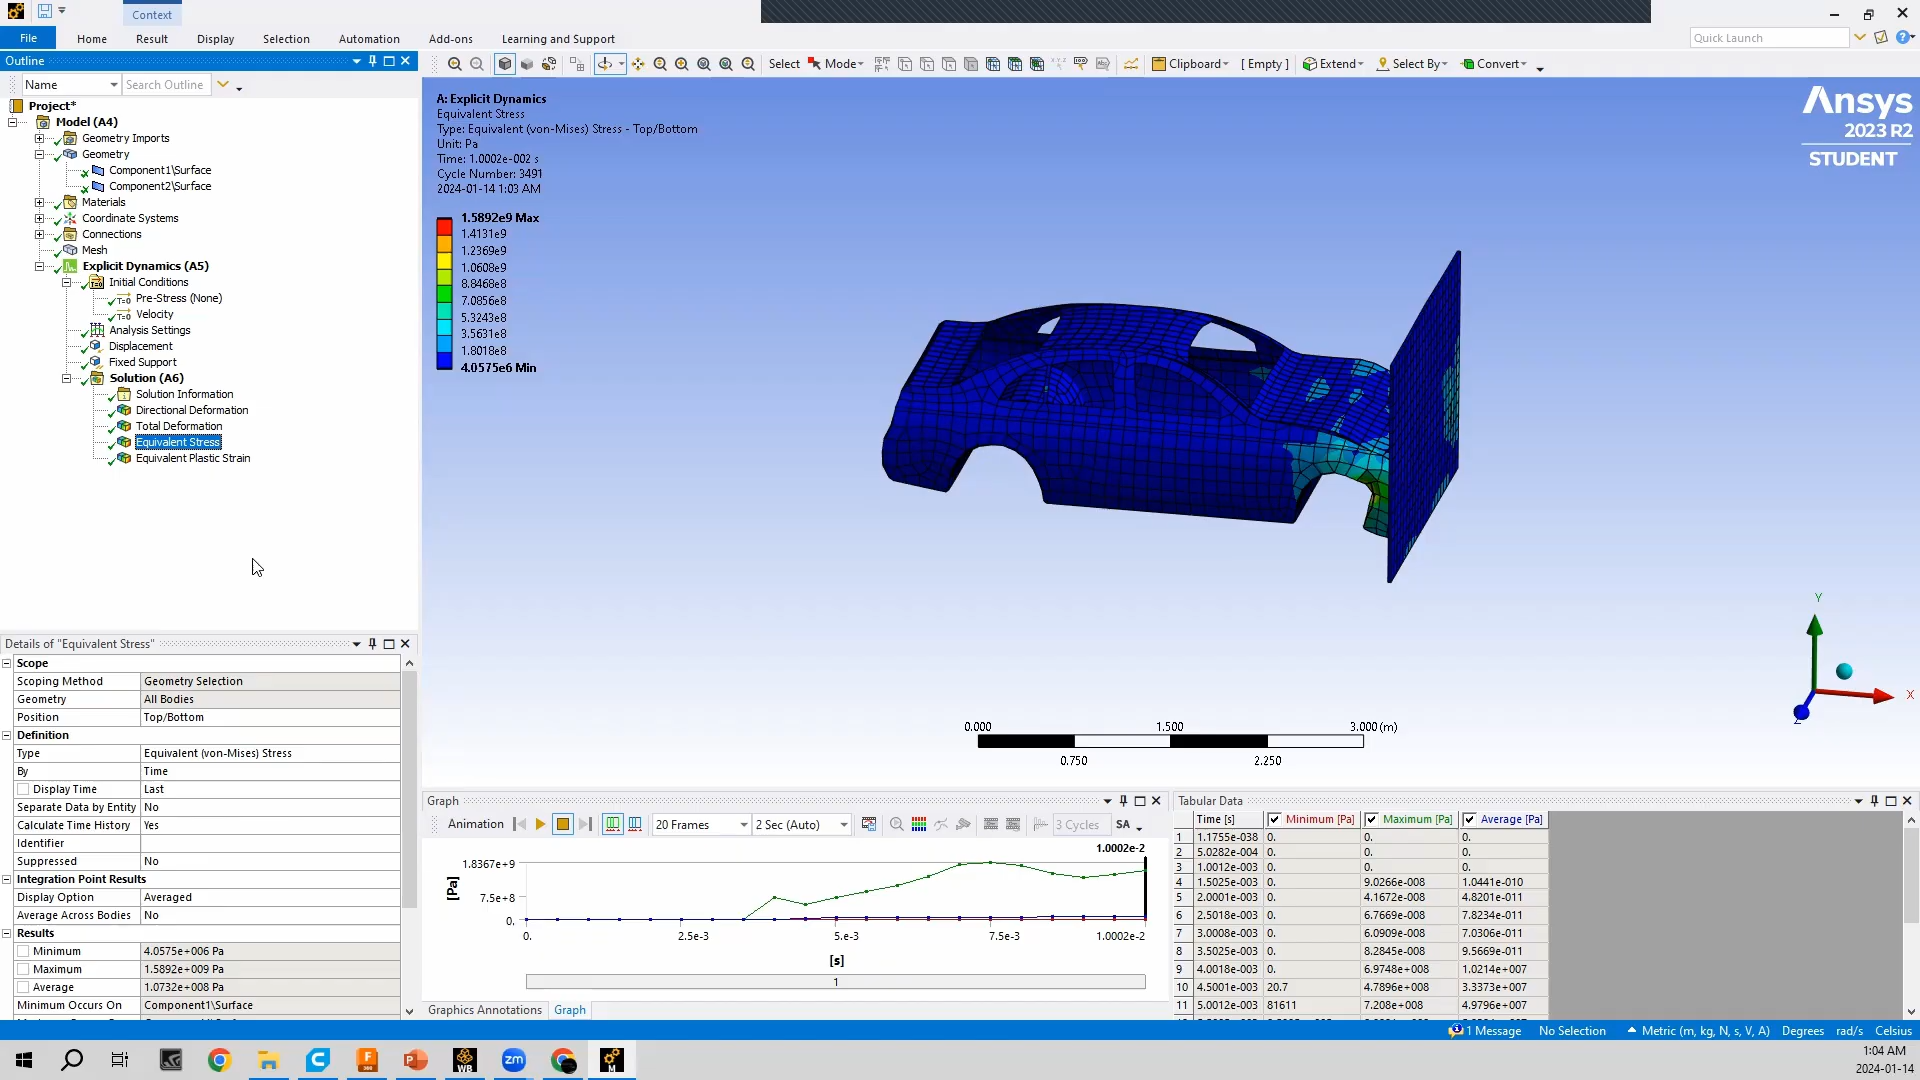 Context
File
Home
Result
Display
Selection
Automation
Add-ons
Learning and Support
Quick Launch
Outline
Name
Search Outline
Select
Mode
Clipboard
[ Empty ]
Extend
Select By
Convert
Project*
Model (A4)
Geometry Imports
Geometry
Component1\Surface
Component2\Surface
Materials
Coordinate Systems
Connections
Mesh
Explicit Dynamics (A5)
Initial Conditions
Pre-Stress (None)
Velocity
Analysis Settings
Displacement
Fixed Support
Solution (A6)
Solution Information
Directional Deformation
Total Deformation
Equivalent Stress
Equivalent Plastic Strain
A: Explicit Dynamics
Equivalent Stress
Type: Equivalent (von-Mises) Stress - Top/Bottom
Unit: Pa
Time: 1.0002e-002 s
Cycle Number: 3491
2024-01-14 1:03 AM
1.5892e9 Max
1.4131e9
1.2369e9
1.0608e9
8.8468e8
7.0856e8
5.3243e8
3.5631e8
1.8018e8
4.0575e6 Min
Ansys
2023 R2
STUDENT
Y
X
Z
0.000 1.500 3.000 (m)
0.750 2.250
Details of "Equivalent Stress"
Scope
Scoping Method Geometry Selection
Geometry All Bodies
Position Top/Bottom
Definition
Type Equivalent (von-Mises) Stress
By Time
Display Time Last
Separate Data by Entity No
Calculate Time History Yes
Identifier
Suppressed No
Integration Point Results
Display Option Averaged
Average Across Bodies No
Results
Minimum 4.0575e+006 Pa
Maximum 1.5892e+009 Pa
Average 1.0732e+008 Pa
Minimum Occurs On Component1\Surface
Graph
Animation
20 Frames
2 Sec (Auto)
3 Cycles
SA
1.0002e-2
1.8367e+9
7.5e+8
0.
[Pa]
0. 2.5e-3 5.e-3 7.5e-3 1.0002e-2
[s]
1
Graphics Annotations Graph
Tabular Data
Time [s] Minimum [Pa] Maximum [Pa] Average [Pa]
1 1.1755e-038 0. 0. 0.
2 5.0282e-004 0. 0. 0.
3 1.0012e-003 0. 0. 0.
4 1.5025e-003 0. 9.0266e-008 1.0441e-010
5 2.0001e-003 0. 4.1672e-008 4.8201e-011
6 2.5018e-003 0. 6.7669e-008 7.8234e-011
7 3.0008e-003 0. 6.0909e-008 7.0306e-011
8 3.5025e-003 0. 8.2845e-008 9.5669e-011
9 4.0018e-003 0. 6.9748e+008 1.0214e+007
10 4.5001e-003 20.7 4.7896e+008 3.3373e+007
11 5.0012e-003 81611 7.208e+008 4.9796e+007
1 Message
No Selection
Metric (m, kg, N, s, V, A)
Degrees
rad/s
Celsius
F
360
P
WB
zm
M
1:04 AM
2024-01-14